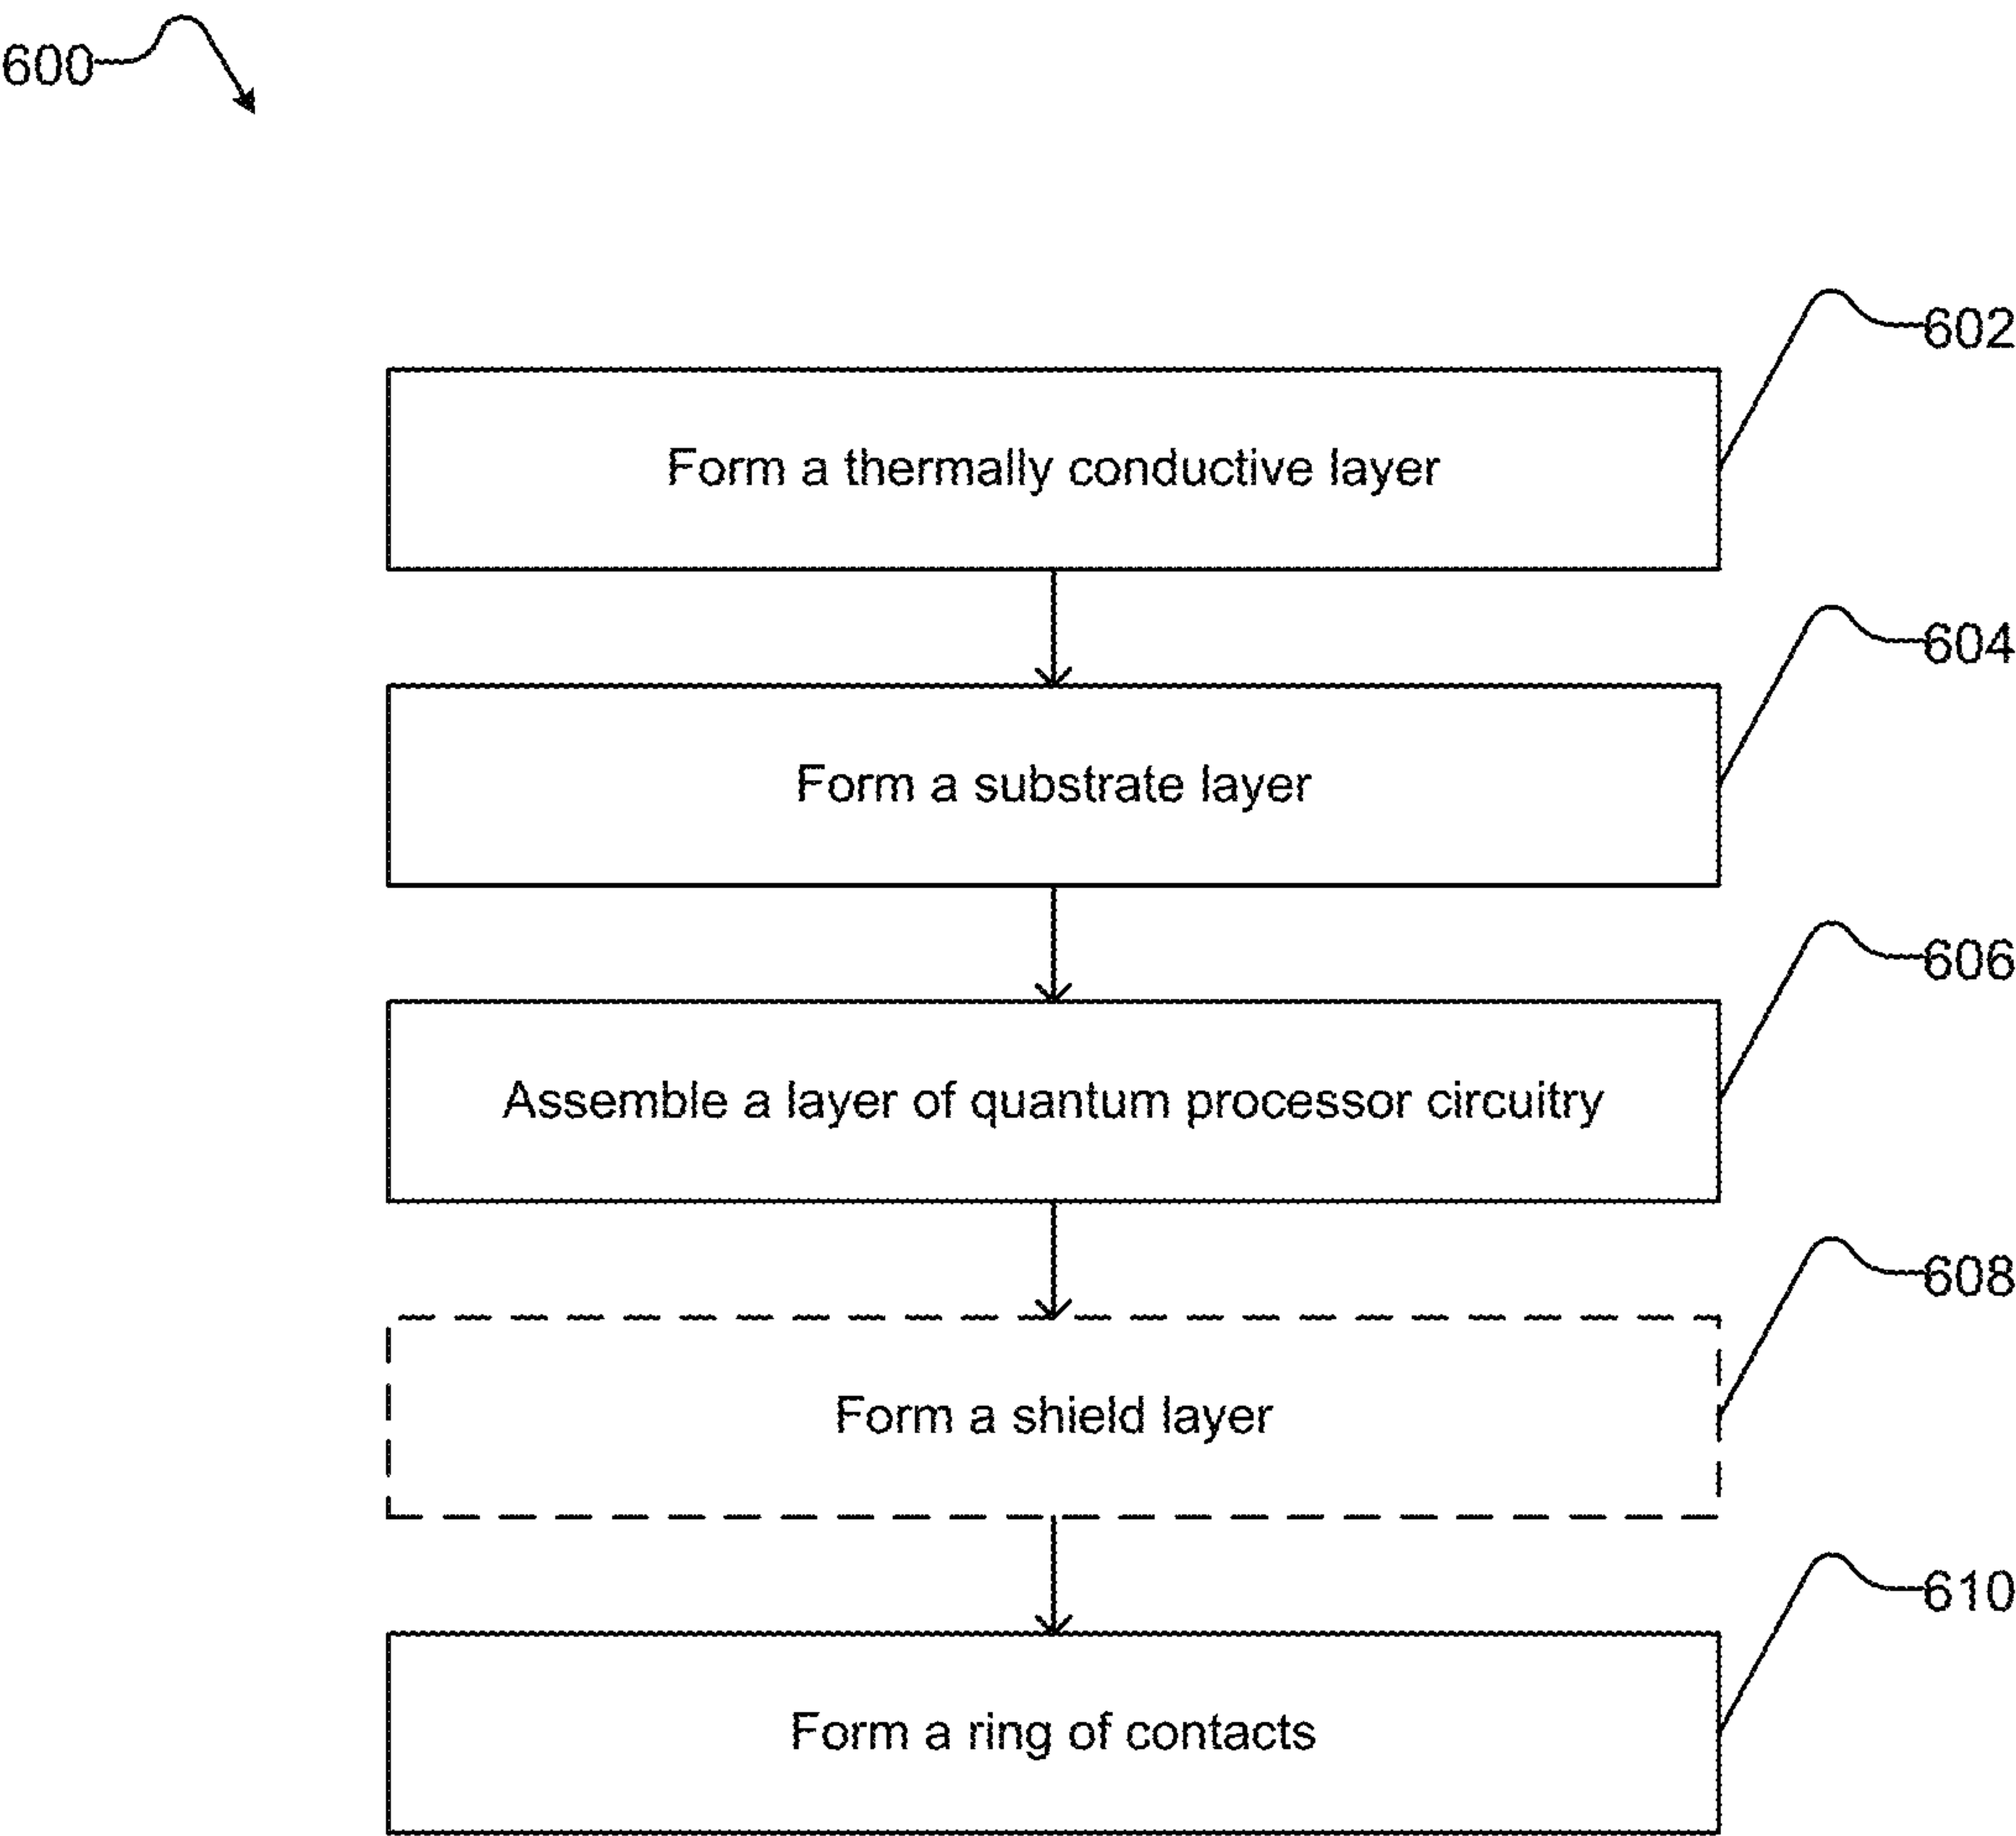 600
602
Form a thermally conductive layer
604
Form a substrate layer
606
Assemble a layer of quantum processor circuitry
608
Form a shield layer
610
Form a ring of contacts